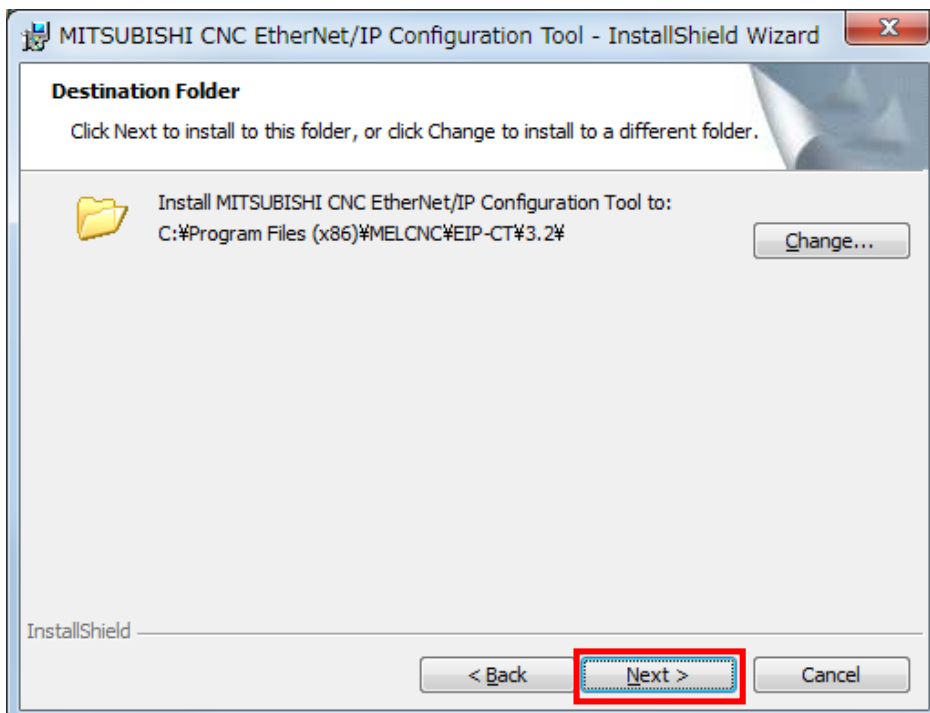 MITSUBISHI CNC EtherNet/IP Configuration Tool - InstallShield Wizard
Destination Folder
Click Next to install to this folder, or click Change to install to a different folder.
Install MITSUBISHI CNC EtherNet/IP Configuration Tool to:
C:¥Program Files (x86)¥MELCNC¥EIP-CT¥3.2¥
Change...
InstallShield
< Back
Next >
Cancel